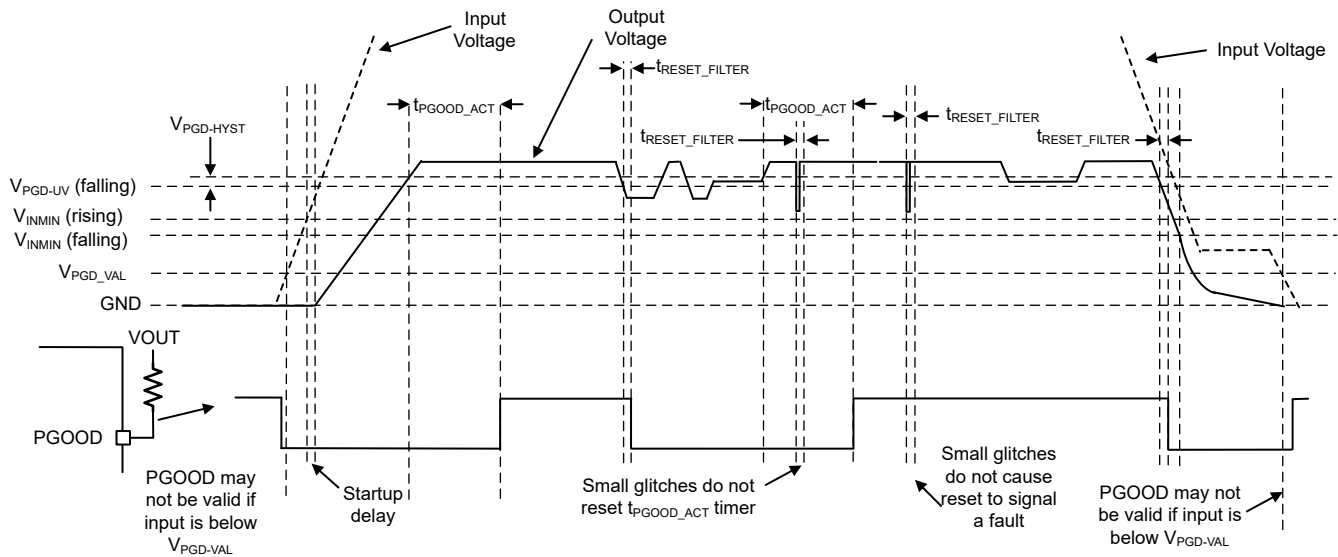 Input
Voltage
Output
Voltage
Input Voltage
tRESET_FILTER
tPGOOD_ACT
tPGOOD_ACT
tRESET_FILTER
tRESET_FILTER
tRESET_FILTER
VPGD-HYST
VPGD-UV (falling)
VINMIN (rising)
VINMIN (falling)
VPGD_VAL
GND
VOUT
PGOOD
PGOOD may
not be valid if
input is below
VPGD-VAL
Startup
delay
Small glitches do not
reset tPGOOD_ACT timer
Small glitches
do not cause
reset to signal
a fault
PGOOD may not
be valid if input is
below VPGD-VAL